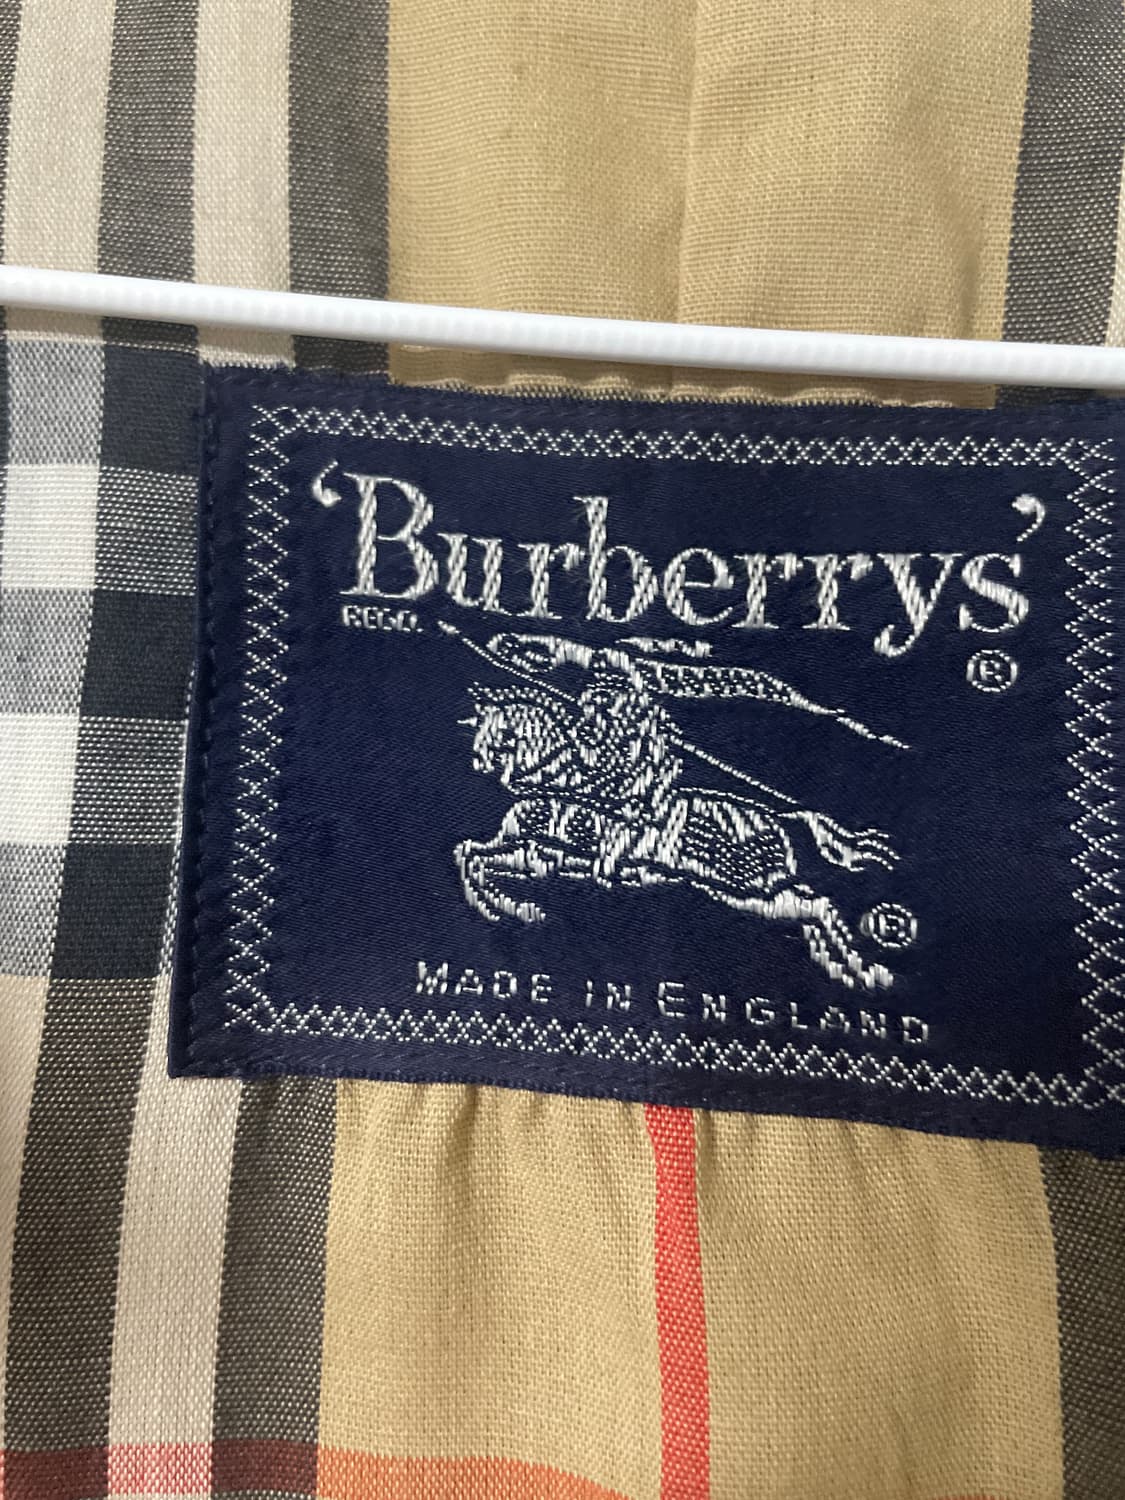 ‘Burberrys’
REGD. ®
®
MADE IN ENGLAND